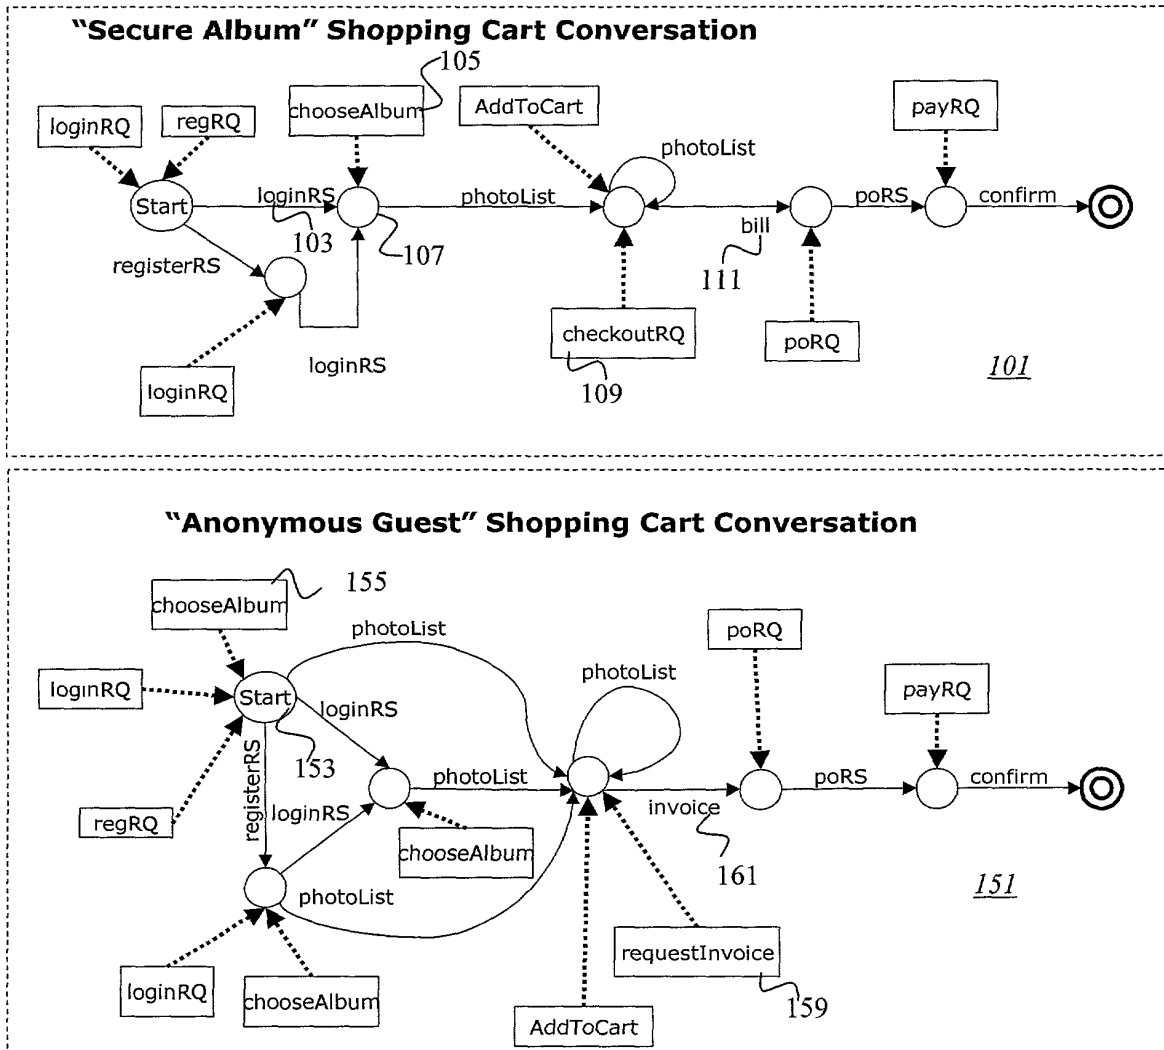 “Secure Album” Shopping Cart Conversation
105
loginRQ
regRQ
chooseAlbum
AddToCart
payRQ
photoList
Start
loginRS
photoList
poRS
confirm
103
107
bill
111
registerRS
checkoutRQ
poRQ
loginRS
109
101
loginRQ
“Anonymous Guest” Shopping Cart Conversation
155
chooseAlbum
photoList
poRQ
photoList
loginRQ
Start
loginRS
payRQ
153
registerRS
photoList
poRS
confirm
loginRS
invoice
regRQ
chooseAlbum
161
151
photoList
requestInvoice
loginRQ
chooseAlbum
159
AddToCart